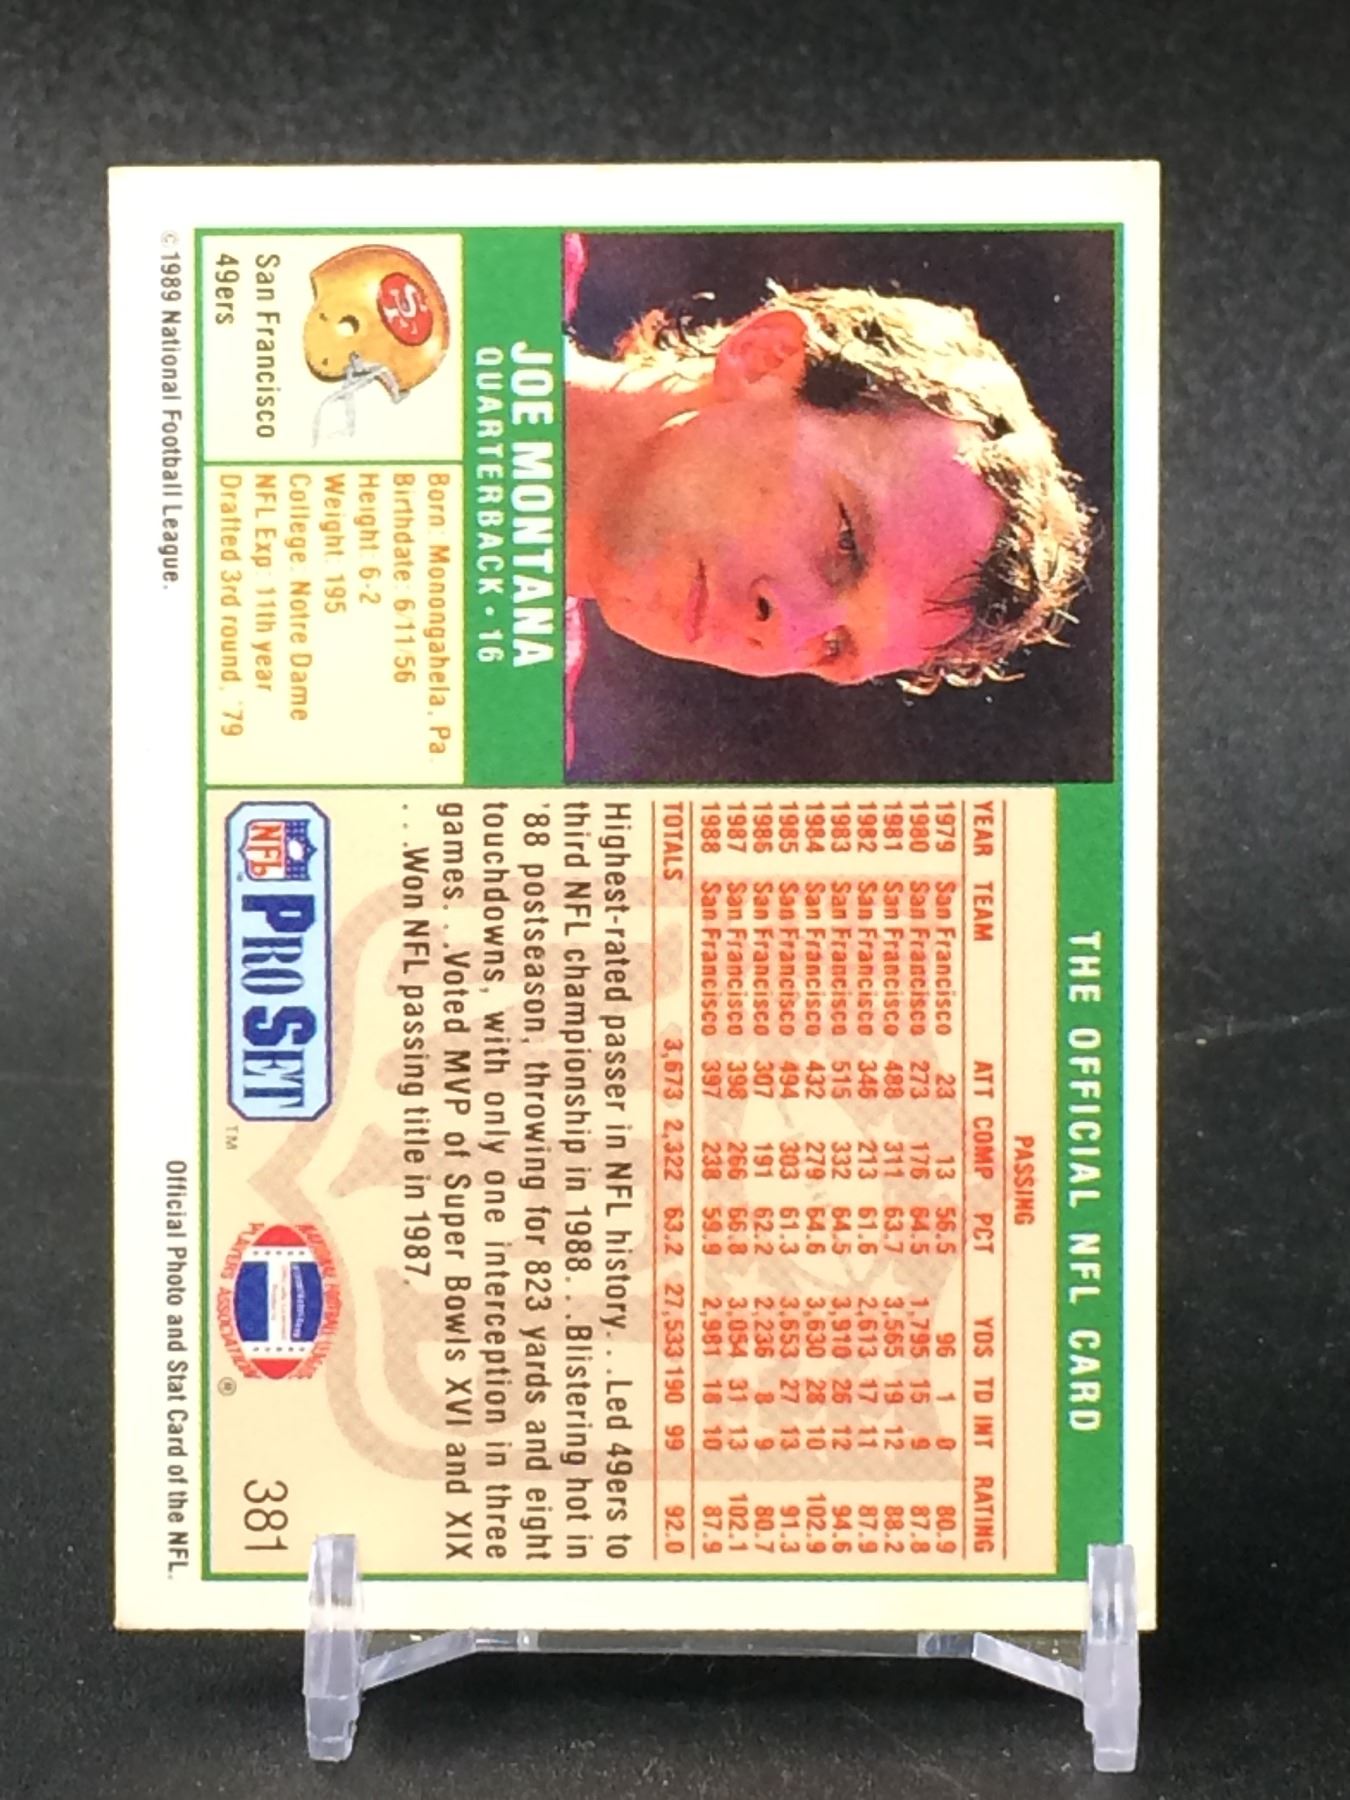 THE OFFICIAL NFL CARD
JOE MONTANA
QUARTERBACK • 16
SF
San Francisco
49ers
Born: Monongahela, Pa.
Birthdate: 6/11/56
Height: 6-2
Weight: 195
College: Notre Dame
NFL Exp: 11th year
Drafted 3rd round, '79
PASSING
YEAR TEAM ATT COMP PCT YDS TD INT RATING
1979 San Francisco 23 13 56.5 96 1 0 80.9
1980 San Francisco 273 176 64.5 1,795 15 9 87.8
1981 San Francisco 488 311 63.7 3,565 19 12 88.2
1982 San Francisco 346 213 61.6 2,613 17 11 87.9
1983 San Francisco 515 332 64.5 3,910 26 12 94.6
1984 San Francisco 432 279 64.6 3,630 28 10 102.9
1985 San Francisco 494 303 61.3 3,653 27 13 91.3
1986 San Francisco 307 191 62.2 2,236 8 9 80.7
1987 San Francisco 398 266 66.8 3,054 31 13 102.1
1988 San Francisco 397 238 59.9 2,981 18 10 87.9
TOTALS 3,673 2,322 63.2 27,533 190 99 92.0
Highest-rated passer in NFL history. . .Led 49ers to
third NFL championship in 1988. . .Blistering hot in
'88 postseason, throwing for 823 yards and eight
touchdowns, with only one interception in three
games. . .Voted MVP of Super Bowls XVI and XIX
. . .Won NFL passing title in 1987.
NFL PRO SET TM
NATIONAL FOOTBALL LEAGUE
PLAYERS ASSOCIATION ®
381
© 1989 National Football League.
Official Photo and Stat Card of the NFL.